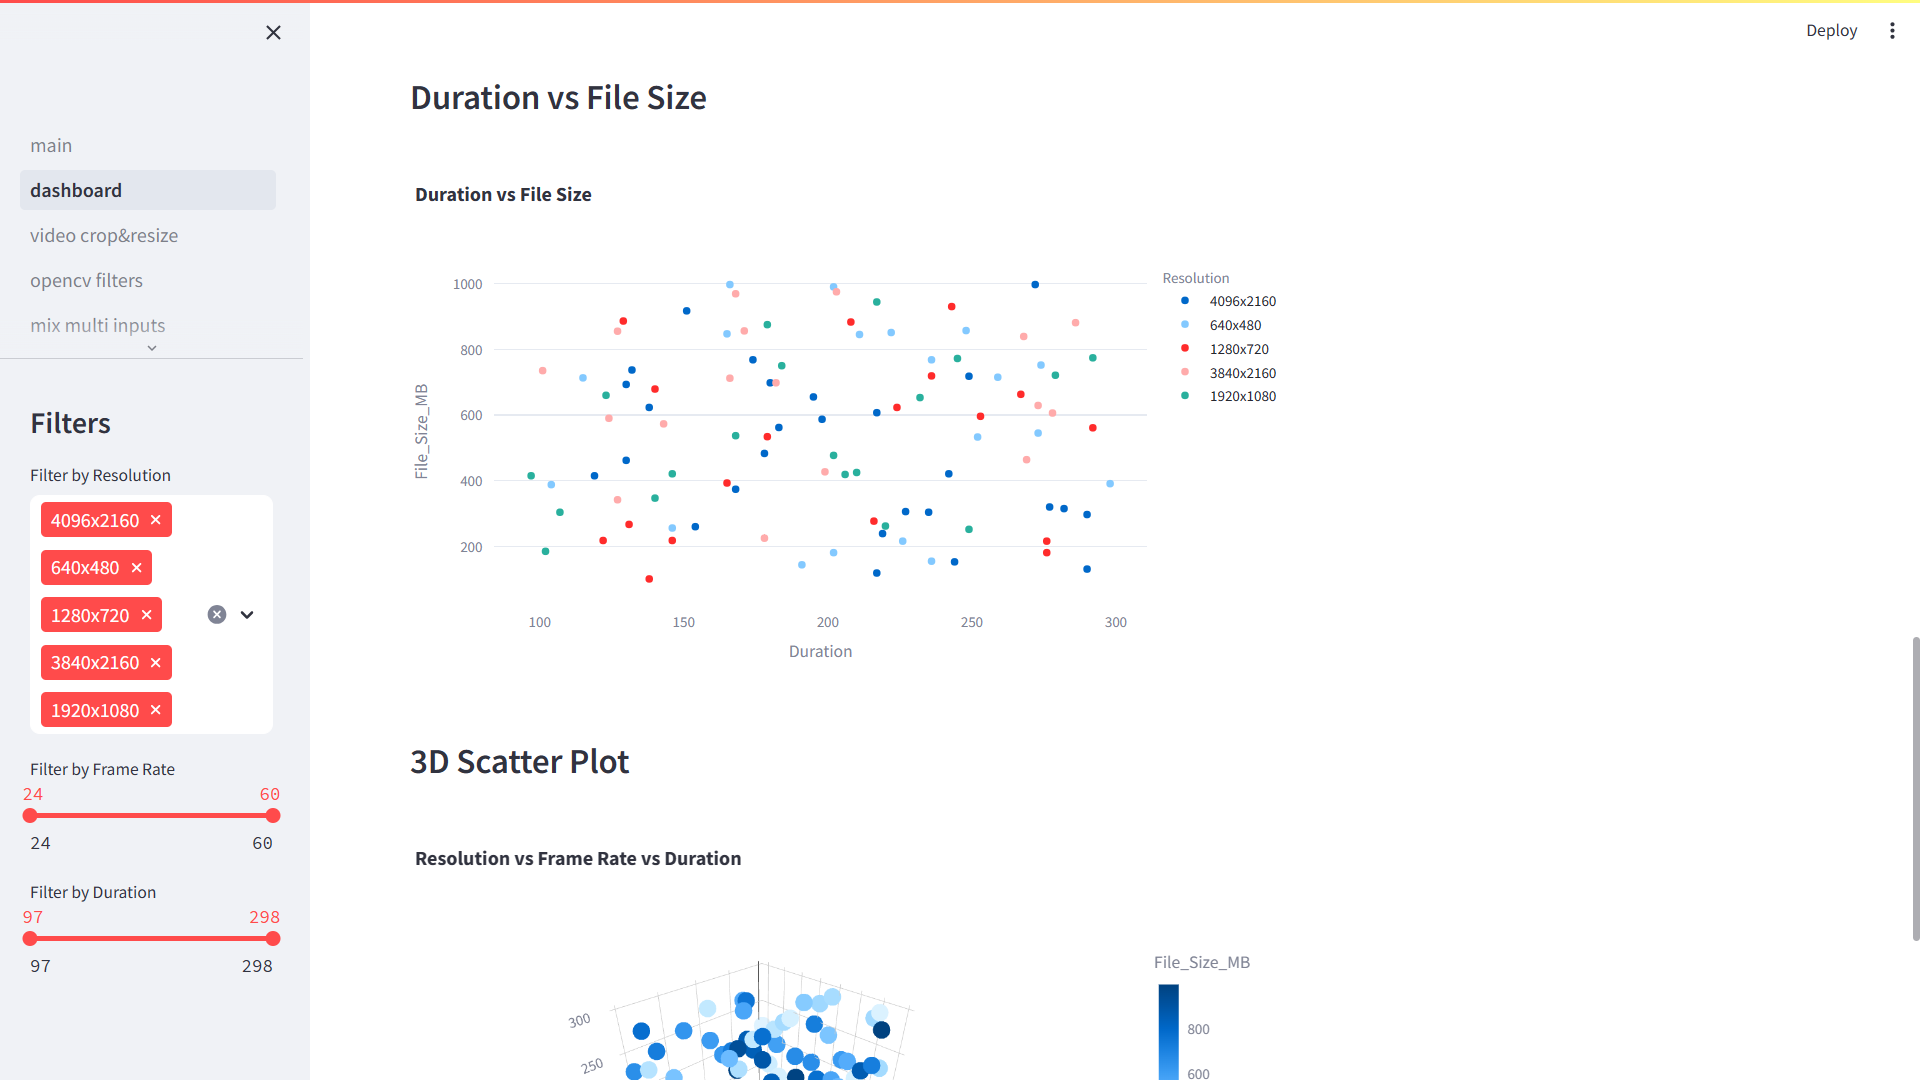 Deploy
main
dashboard
video crop&resize
opencv filters
mix multi inputs
Filters
Filter by Resolution
4096x2160
640x480
1280x720
3840x2160
1920x1080
Filter by Frame Rate
24 60
24 60
Filter by Duration
97 298
97 298
Duration vs File Size
Duration vs File Size
1000
800
600
400
200
File_Size_MB
100 150 200 250 300
Duration
Resolution
4096x2160
640x480
1280x720
3840x2160
1920x1080
3D Scatter Plot
Resolution vs Frame Rate vs Duration
300
250
File_Size_MB
800
600